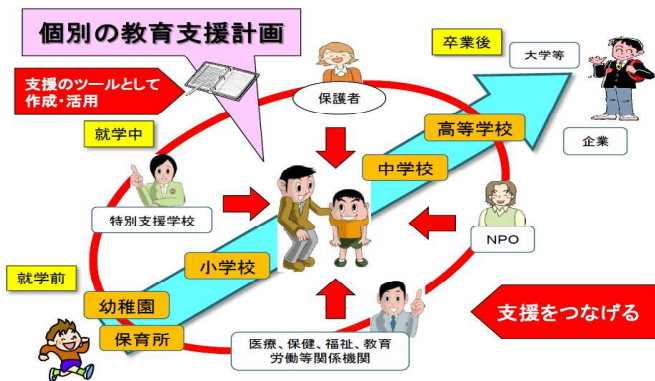 個別の教育支援計画
支援のツールとして
作成・活用
卒業後
大学等
企業
保護者
高等学校
就学中
中学校
特別支援学校
NPO
小学校
就学前
幼稚園
保育所
医療、保健、福祉、教育
労働等関係機関
支援をつなげる